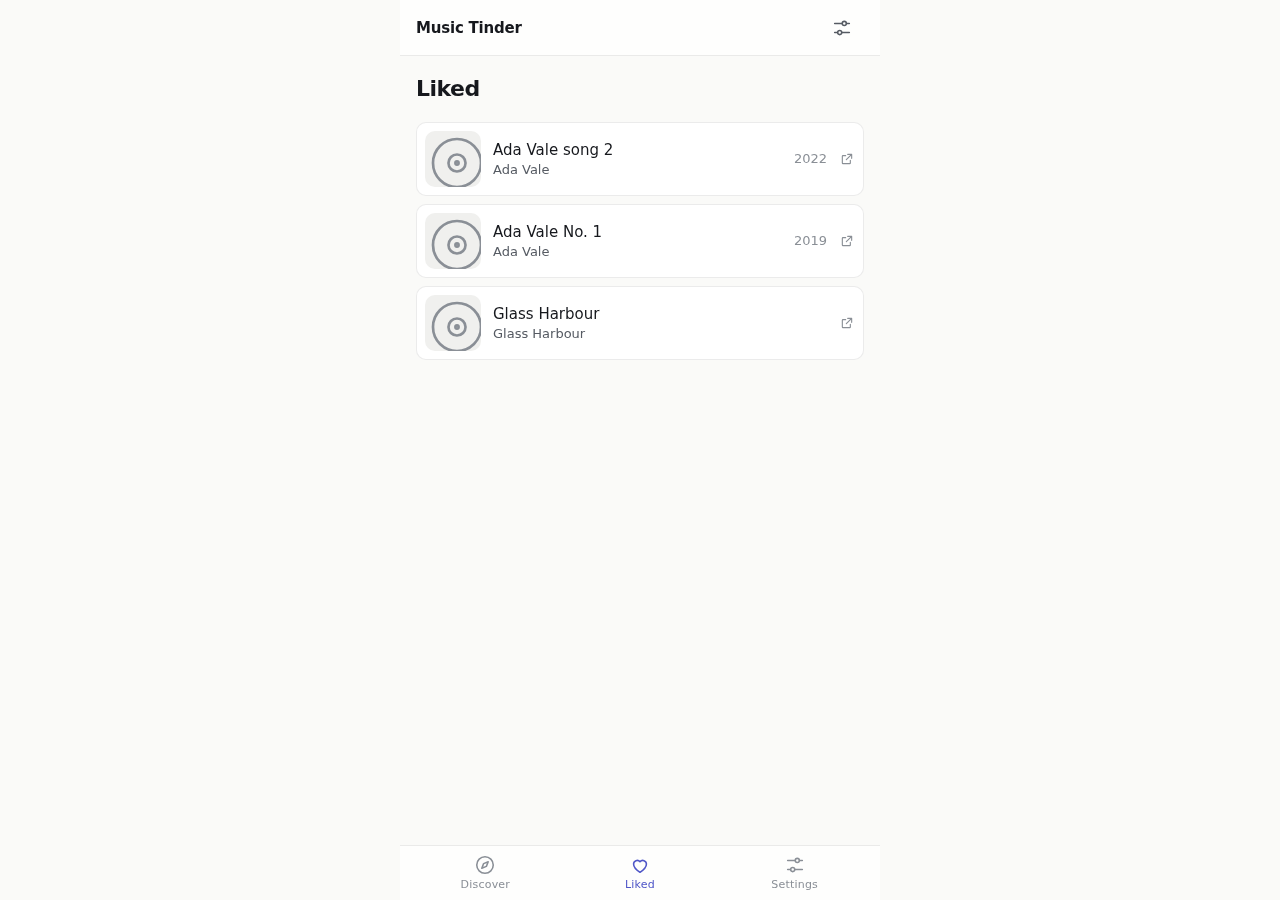 Music Tinder
Liked
Ada Vale song 2
Ada Vale
2022
Ada Vale No. 1
Ada Vale
2019
Glass Harbour
Glass Harbour
Discover
Liked
Settings